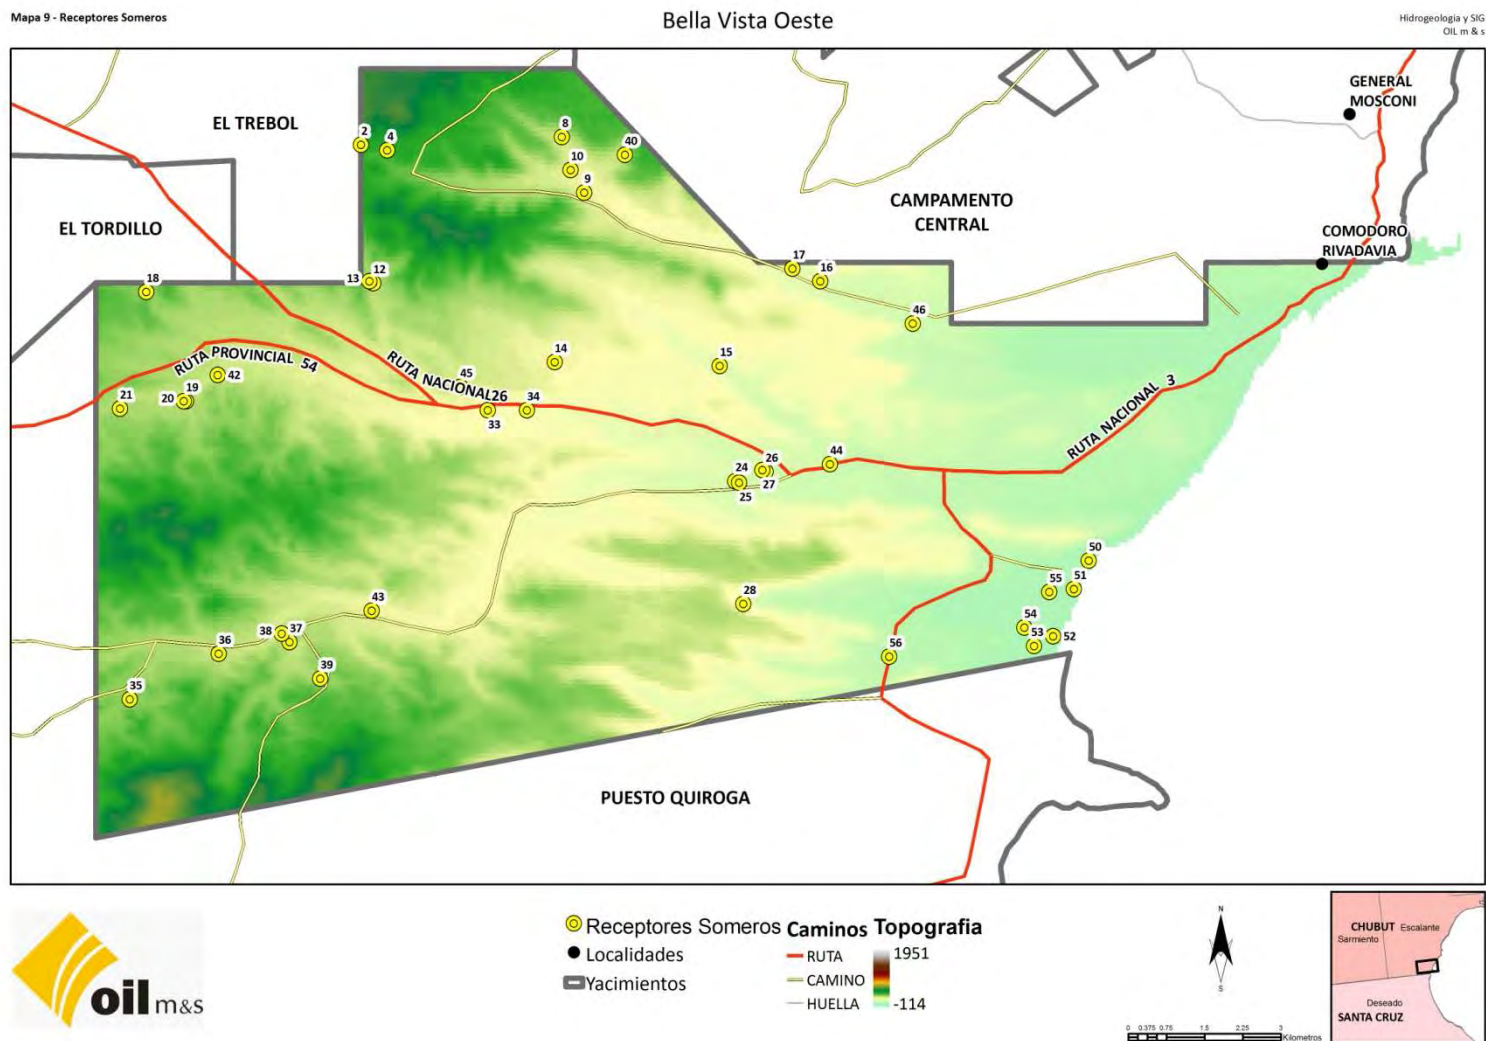 Mapa 9 - Receptores Someros
Bella Vista Oeste
Hidrogeologia y SIG
OIL m & s
GENERAL
MOSCONI
EL TREBOL
2
4
8
40
10
9
CAMPAMENTO
CENTRAL
EL TORDILLO
COMODORO
RIVADAVIA
18
13
12
17
16
46
RUTA PROVINCIAL 54
RUTA NACIONAL 26
14
15
45
42
19
20
21
34
33
RUTA NACIONAL 3
44
26
24
27
25
50
51
55
28
43
54
53
52
38
37
36
56
39
35
PUESTO QUIROGA
oil m&s
Receptores Someros
Localidades
Yacimientos
Caminos
RUTA
CAMINO
HUELLA
Topografia
1951
-114
N
S
0 0.375 0.75 1.5 2.25 3
Kilometros
CHUBUT Escalante
Sarmiento
Deseado
SANTA CRUZ